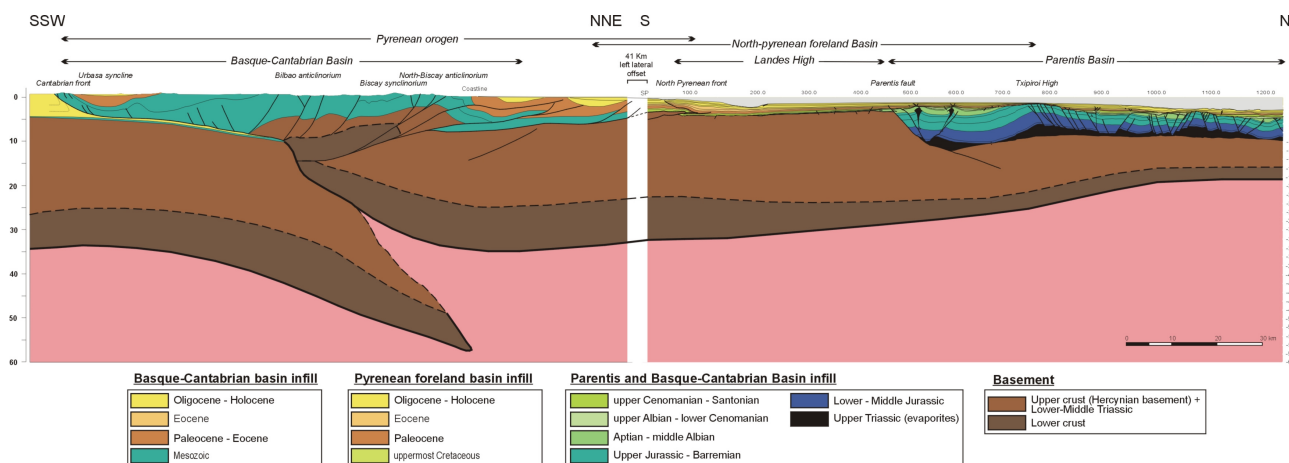 SSW NNE S N
Pyrenean orogen
North-pyrenean foreland Basin
Basque-Cantabrian Basin
41 Km
left lateral
offset
Landes High
Parentis Basin
Urbasa syncline
Cantabrian front
Bilbao anticlinorium
North-Biscay anticlinorium
Biscay synclinorium
Coastline
SP
North Pyrenean front
Parentis fault
Txipiroi High
100.0 200.0 300.0 400.0 500.0 600.0 700.0 800.0 900.0 1000.0 1100.0 1200.0
0
10
20
30
40
50
60
0 10 20 30 km
Basque-Cantabrian basin infill
Oligocene - Holocene
Eocene
Paleocene - Eocene
Mesozoic
Pyrenean foreland basin infill
Oligocene - Holocene
Eocene
Paleocene
uppermost Cretaceous
Parentis and Basque-Cantabrian Basin infill
upper Cenomanian - Santonian
upper Albian - lower Cenomanian
Aptian - middle Albian
Upper Jurassic - Barremian
Lower - Middle Jurassic
Upper Triassic (evaporites)
Basement
Upper crust (Hercynian basement) +
Lower-Middle Triassic
Lower crust